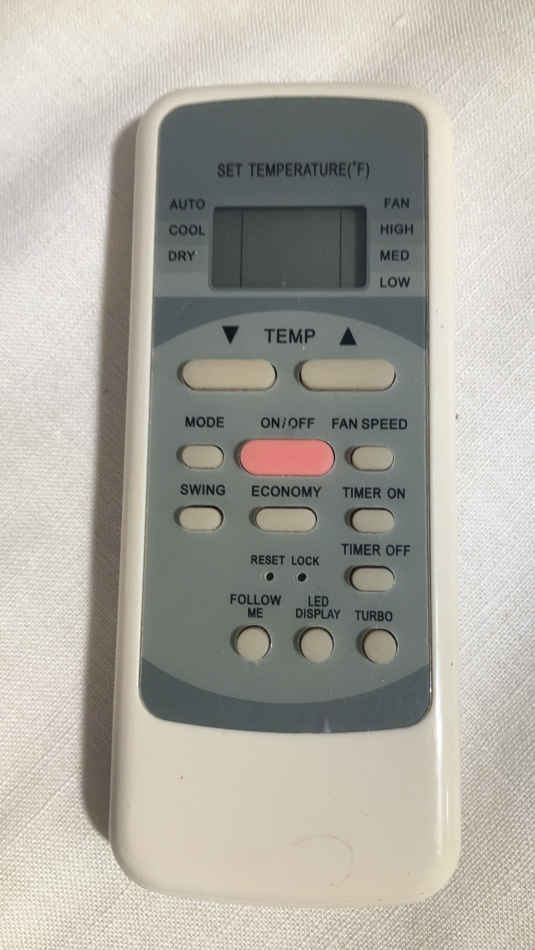 SET TEMPERATURE(°F)
AUTO
COOL
DRY
FAN
HIGH
MED
LOW
▼ TEMP ▲
MODE ON/OFF FAN SPEED
SWING ECONOMY TIMER ON
TIMER OFF
RESET LOCK
FOLLOW
ME
LED
DISPLAY
TURBO